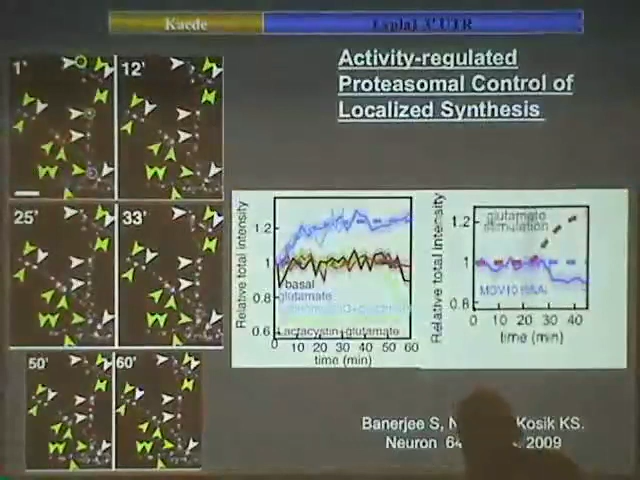 Kaede
Lypla1 3'UTR
Activity-regulated
Proteasomal Control of
Localized Synthesis
1'
12'
25'
33'
50'
60'
Relative total intensity
1.2
1.0
0.8
0.6
basal
glutamate
Lactacystin+glutamate
0 10 20 30 40 50 60
time (min)
Relative total intensity
1.2
1.0
0.8
glutamate
stimulation
MOV10 RNAi
0 10 20 30 40
time (min)
Banerjee S, Kosik KS.
Neuron 2009